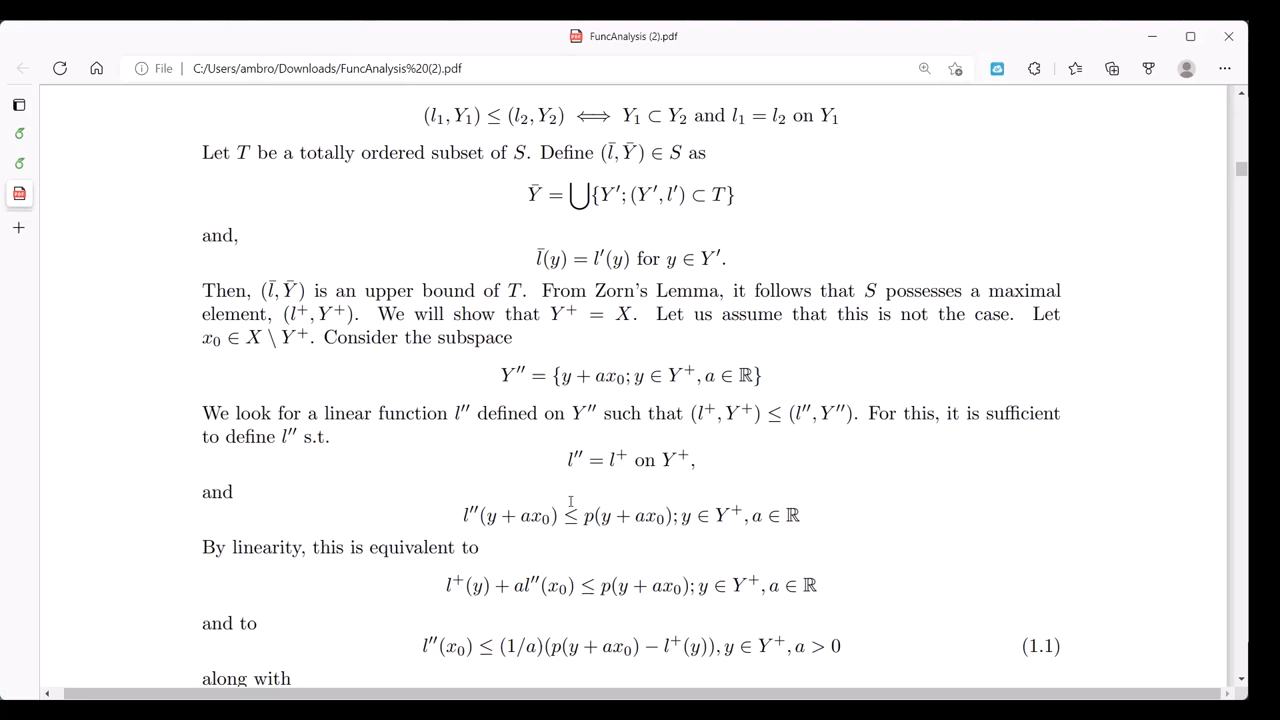 FuncAnalysis (2).pdf
File | C:/Users/ambro/Downloads/FuncAnalysis%20(2).pdf
(l₁, Y₁) ≤ (l₂, Y₂) ⟺ Y₁ ⊂ Y₂ and l₁ = l₂ on Y₁
Let T be a totally ordered subset of S. Define (l̄, Ȳ) ∈ S as
Ȳ = ⋃{Y′; (Y′, l′) ⊂ T}
and,
l̄(y) = l′(y) for y ∈ Y′.
Then, (l̄, Ȳ) is an upper bound of T. From Zorn's Lemma, it follows that S possesses a maximal
element, (l⁺, Y⁺). We will show that Y⁺ = X. Let us assume that this is not the case. Let
x₀ ∈ X \ Y⁺. Consider the subspace
Y″ = {y + ax₀; y ∈ Y⁺, a ∈ ℝ}
We look for a linear function l″ defined on Y″ such that (l⁺, Y⁺) ≤ (l″, Y″). For this, it is sufficient
to define l″ s.t.
l″ = l⁺ on Y⁺,
and
l″(y + ax₀) ≤ p(y + ax₀); y ∈ Y⁺, a ∈ ℝ
By linearity, this is equivalent to
l⁺(y) + al″(x₀) ≤ p(y + ax₀); y ∈ Y⁺, a ∈ ℝ
and to
l″(x₀) ≤ (1/a)(p(y + ax₀) − l⁺(y)), y ∈ Y⁺, a > 0 (1.1)
along with